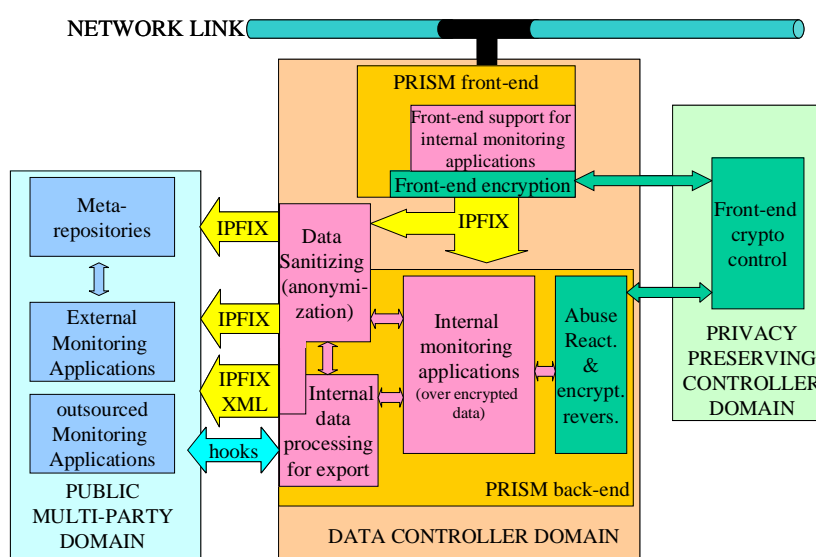 NETWORK LINK
PRISM front-end
Front-end support for
internal monitoring
applications
Front-end encryption
IPFIX
Meta-
repositories
IPFIX
Data
Sanitizing
(anonymi-
zation)
External
Monitoring
Applications
IPFIX
IPFIX
XML
outsourced
Monitoring
Applications
hooks
Internal
data
processing
for export
Internal
monitoring
applications
(over encrypted
data)
Abuse
React.
&
encrypt.
revers.
Front-end
crypto
control
PRIVACY
PRESERVING
CONTROLLER
DOMAIN
PRISM back-end
PUBLIC
MULTI-PARTY
DOMAIN
DATA CONTROLLER DOMAIN